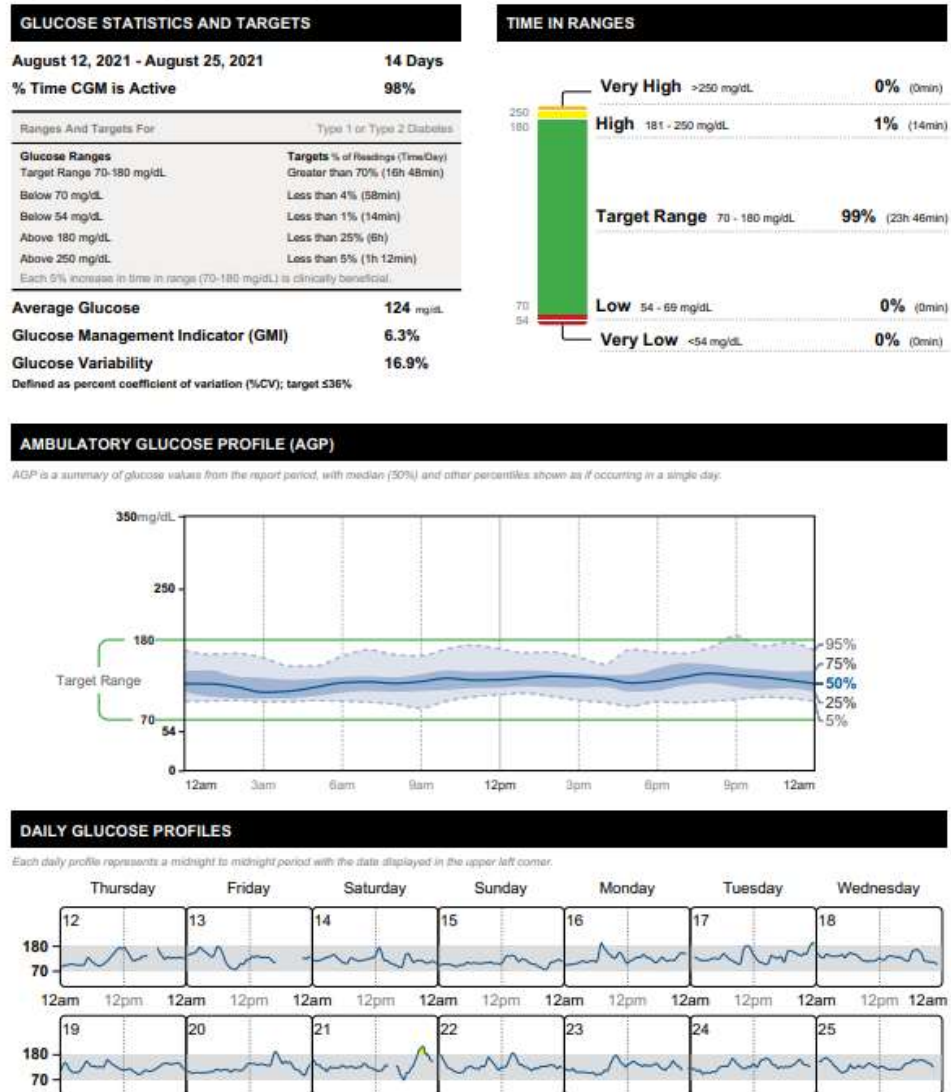 GLUCOSE STATISTICS AND TARGETS
August 12, 2021 - August 25, 2021 14 Days
% Time CGM is Active 98%
Ranges And Targets For Type 1 or Type 2 Diabetes
Glucose Ranges Targets % of Readings (Time/Day)
Target Range 70-180 mg/dL Greater than 70% (16h 48min)
Below 70 mg/dL Less than 4% (58min)
Below 54 mg/dL Less than 1% (14min)
Above 180 mg/dL Less than 25% (6h)
Above 250 mg/dL Less than 5% (1h 12min)
Each 5% increase in time in range (70-180 mg/dL) is clinically beneficial.
Average Glucose 124 mg/dL
Glucose Management Indicator (GMI) 6.3%
Glucose Variability 16.9%
Defined as percent coefficient of variation (%CV); target ≤36%
TIME IN RANGES
Very High >250 mg/dL 0% (0min)
250
High 181 - 250 mg/dL 1% (14min)
180
Target Range 70 - 180 mg/dL 99% (23h 46min)
70
Low 54 - 69 mg/dL 0% (0min)
54
Very Low <54 mg/dL 0% (0min)
AMBULATORY GLUCOSE PROFILE (AGP)
AGP is a summary of glucose values from the report period, with median (50%) and other percentiles shown as if occurring in a single day.
350 mg/dL
250
180
Target Range
70
54
0
95%
75%
50%
25%
5%
12am 3am 6am 9am 12pm 3pm 6pm 9pm 12am
DAILY GLUCOSE PROFILES
Each daily profile represents a midnight to midnight period with the date displayed in the upper left corner.
Thursday Friday Saturday Sunday Monday Tuesday Wednesday
12 13 14 15 16 17 18
180
70
12am 12pm 12am 12pm 12am 12pm 12am 12pm 12am 12pm 12am 12pm 12am 12pm 12am
19 20 21 22 23 24 25
180
70